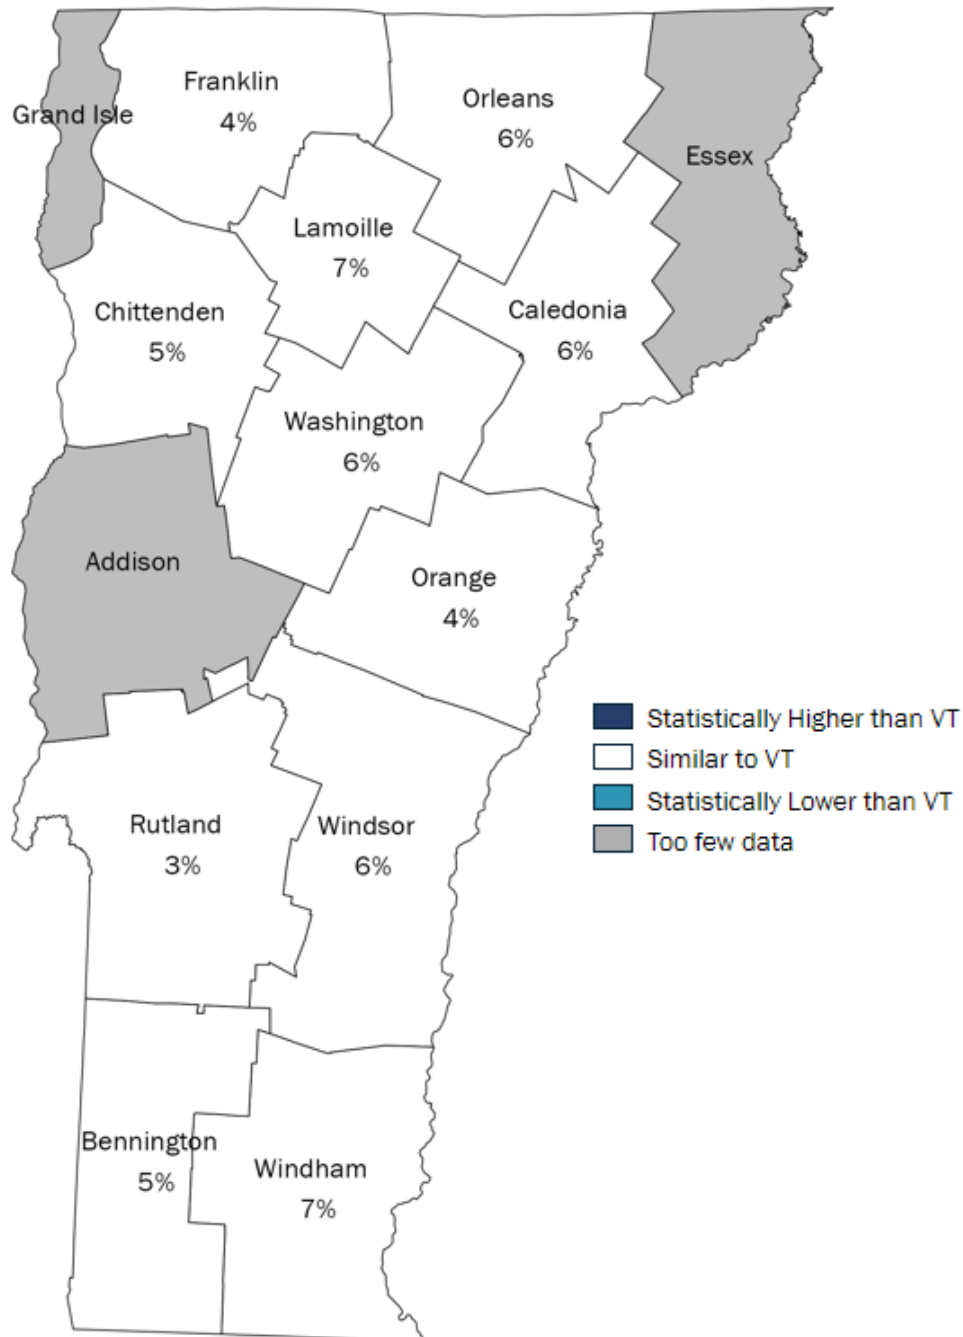 Franklin
4%
Orleans
6%
Grand Isle
Essex
Lamoille
7%
Chittenden
5%
Caledonia
6%
Washington
6%
Addison
Orange
4%
Statistically Higher than VT
Similar to VT
Statistically Lower than VT
Too few data
Rutland
3%
Windsor
6%
Bennington
5%
Windham
7%